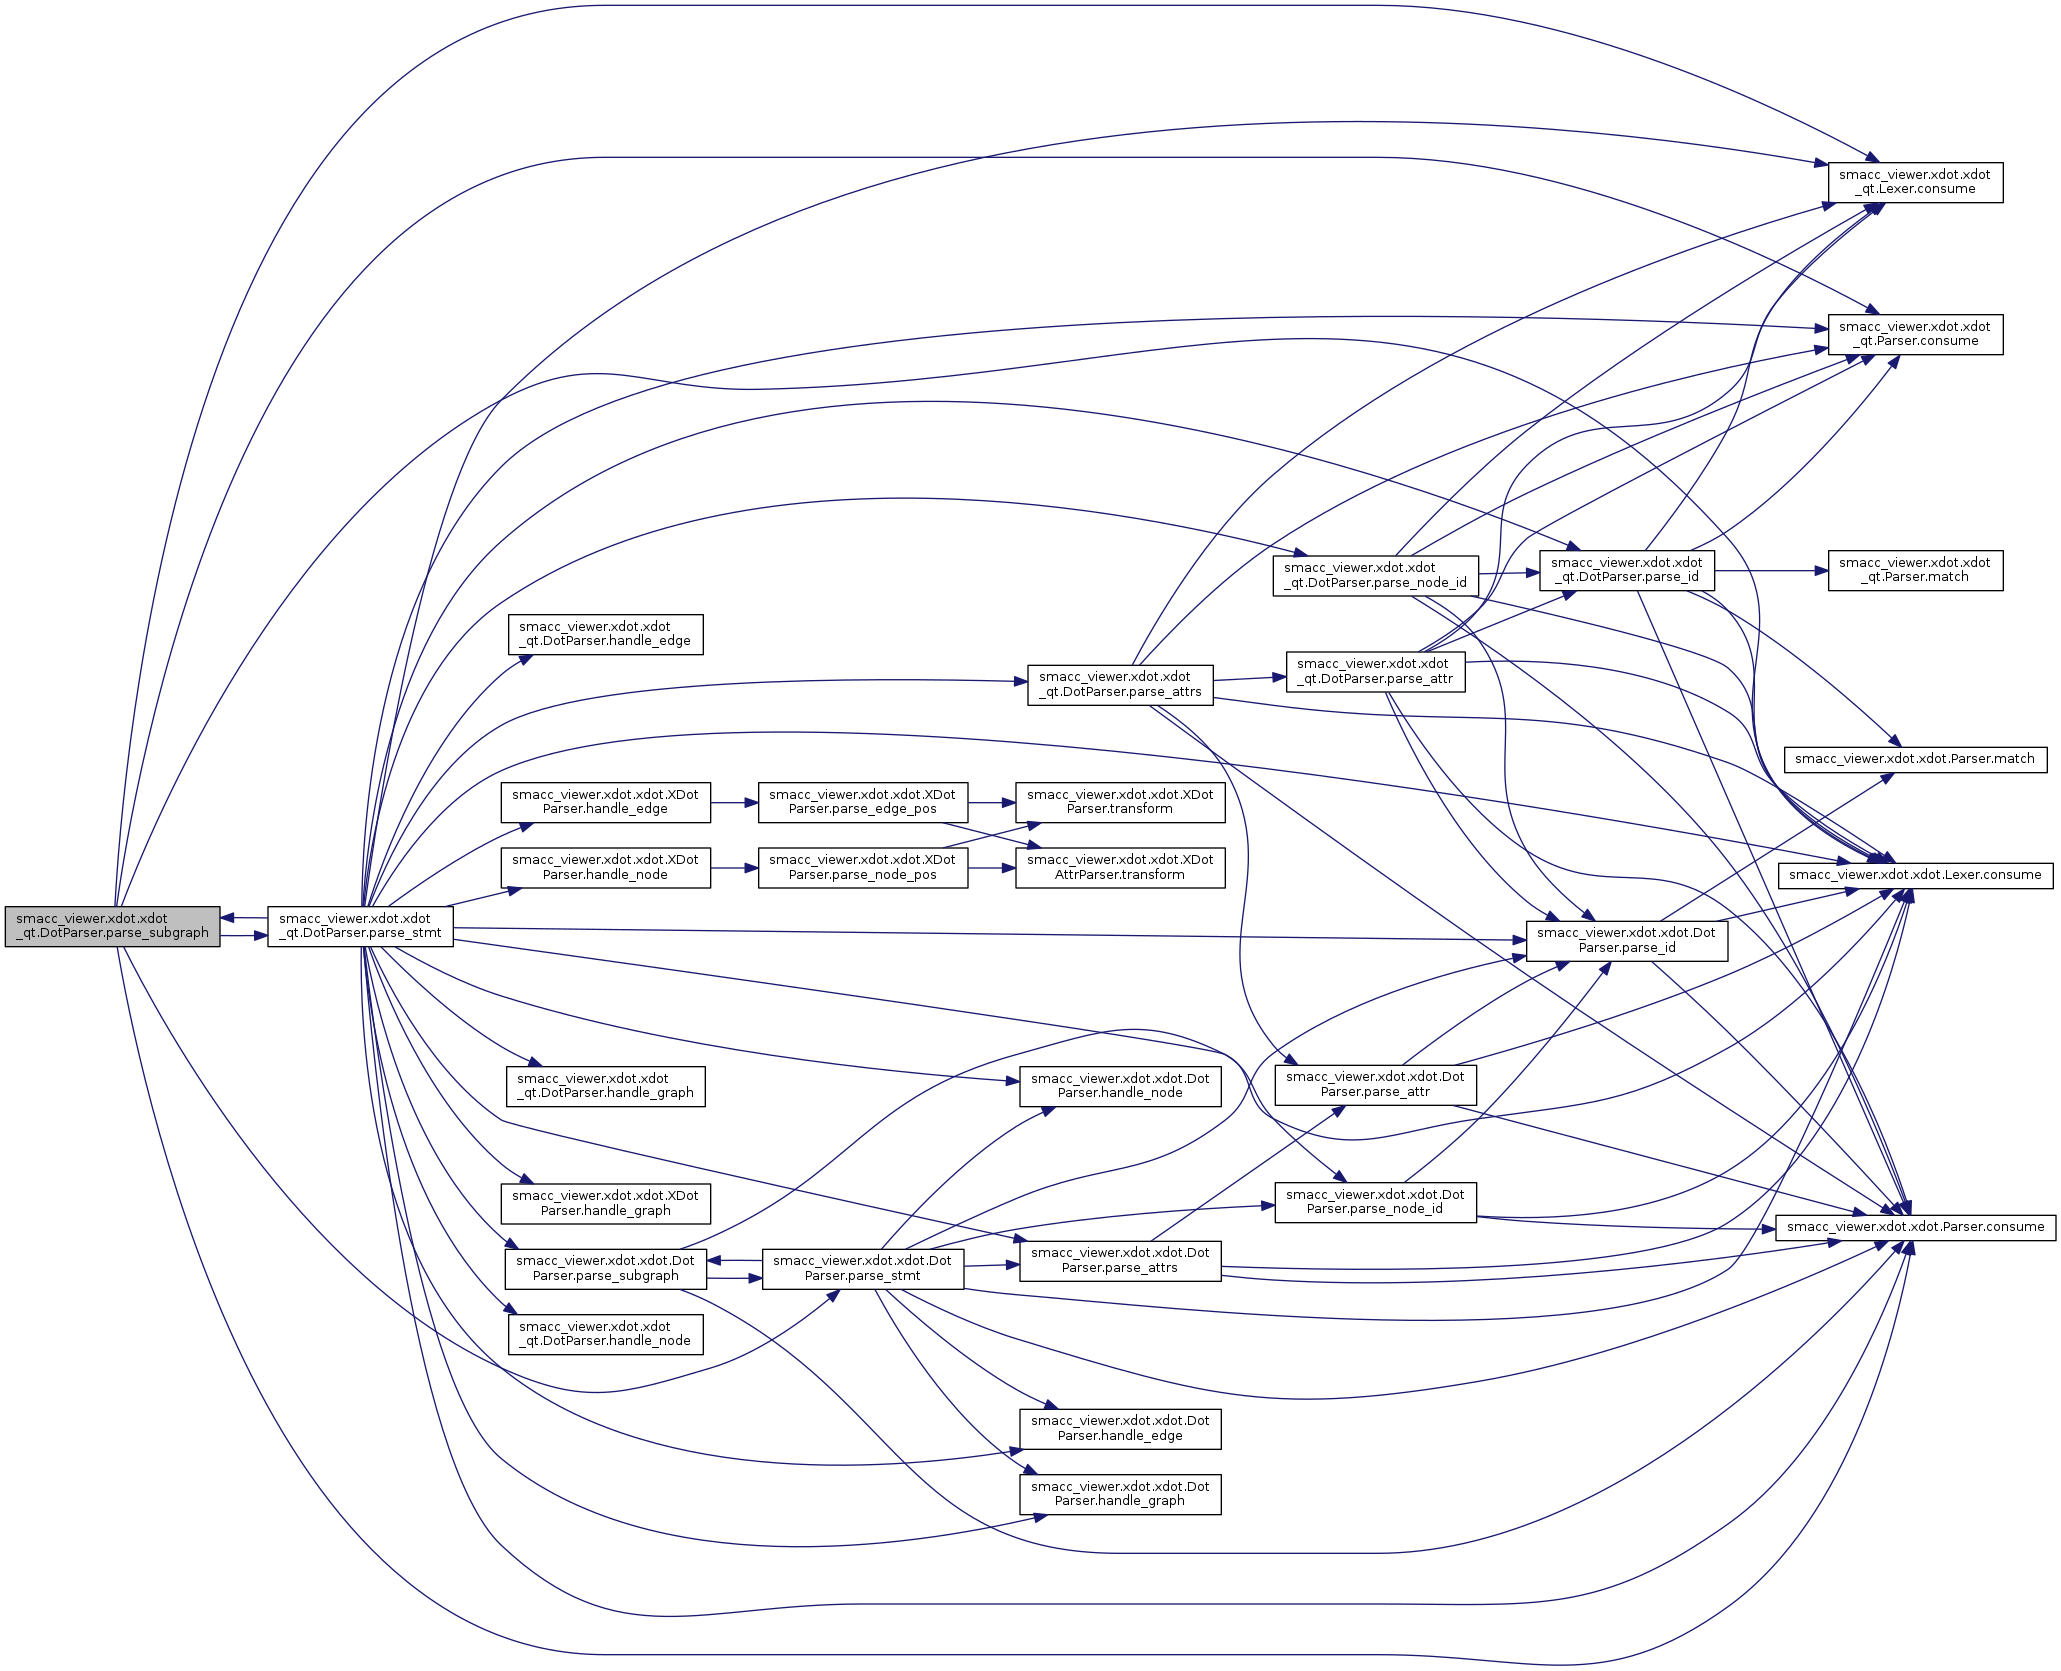 smacc_viewer.xdot.xdot
_qt.Lexer.consume
smacc_viewer.xdot.xdot
_qt.Parser.consume
smacc_viewer.xdot.xdot
_qt.DotParser.parse_node_id
smacc_viewer.xdot.xdot
_qt.DotParser.parse_id
smacc_viewer.xdot.xdot
_qt.Parser.match
smacc_viewer.xdot.xdot
_qt.DotParser.handle_edge
smacc_viewer.xdot.xdot
_qt.DotParser.parse_attrs
smacc_viewer.xdot.xdot
_qt.DotParser.parse_attr
smacc_viewer.xdot.xdot.Parser.match
smacc_viewer.xdot.xdot.XDot
Parser.handle_edge
smacc_viewer.xdot.xdot.XDot
Parser.parse_edge_pos
smacc_viewer.xdot.xdot.XDot
Parser.transform
smacc_viewer.xdot.xdot.XDot
Parser.handle_node
smacc_viewer.xdot.xdot.XDot
Parser.parse_node_pos
smacc_viewer.xdot.xdot.XDot
AttrParser.transform
smacc_viewer.xdot.xdot.Lexer.consume
smacc_viewer.xdot.xdot
_qt.DotParser.parse_subgraph
smacc_viewer.xdot.xdot
_qt.DotParser.parse_stmt
smacc_viewer.xdot.xdot.Dot
Parser.parse_id
smacc_viewer.xdot.xdot
_qt.DotParser.handle_graph
smacc_viewer.xdot.xdot.Dot
Parser.handle_node
smacc_viewer.xdot.xdot.Dot
Parser.parse_attr
smacc_viewer.xdot.xdot.XDot
Parser.handle_graph
smacc_viewer.xdot.xdot.Dot
Parser.parse_node_id
smacc_viewer.xdot.xdot.Parser.consume
smacc_viewer.xdot.xdot.Dot
Parser.parse_subgraph
smacc_viewer.xdot.xdot.Dot
Parser.parse_stmt
smacc_viewer.xdot.xdot.Dot
Parser.parse_attrs
smacc_viewer.xdot.xdot
_qt.DotParser.handle_node
smacc_viewer.xdot.xdot.Dot
Parser.handle_edge
smacc_viewer.xdot.xdot.Dot
Parser.handle_graph